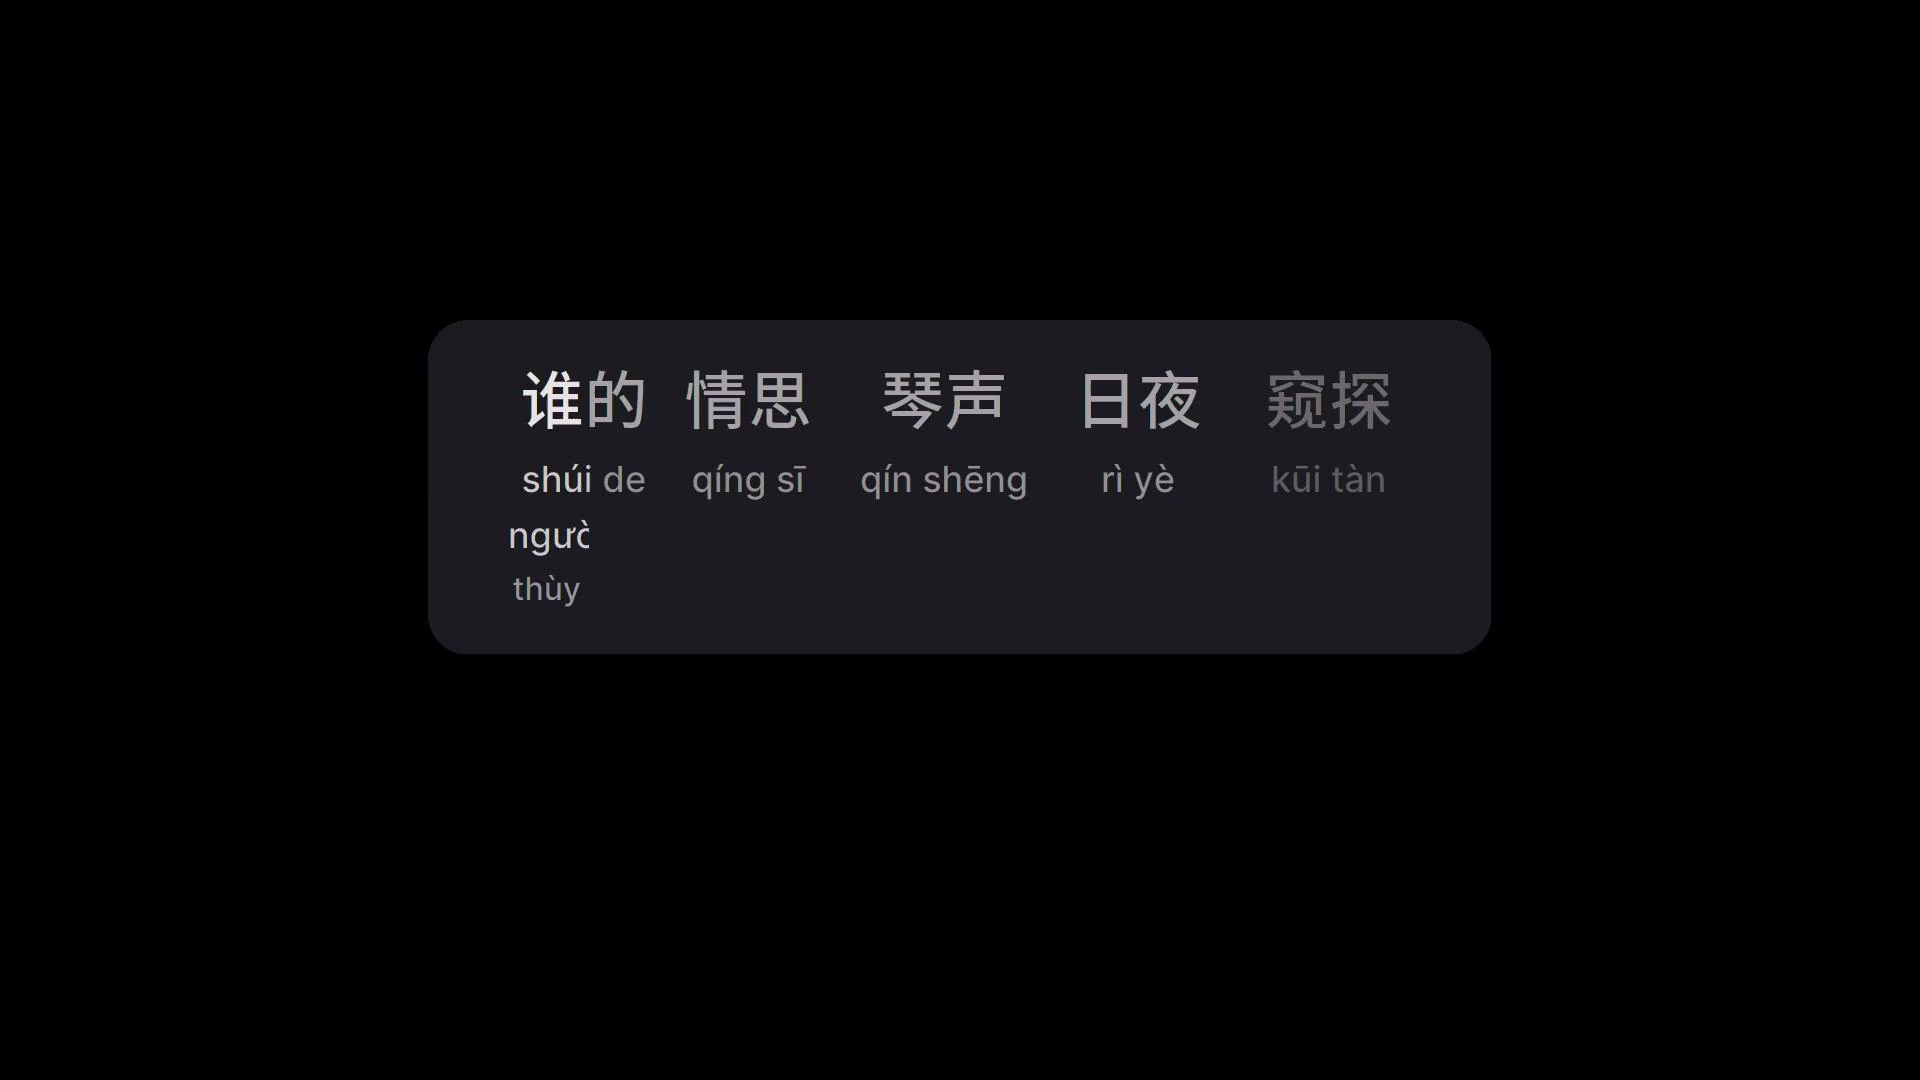 谁的 情思 琴声 日夜 窥探
shúi de qíng sī qín shēng rì yè kūi tàn
ngườ
thùy